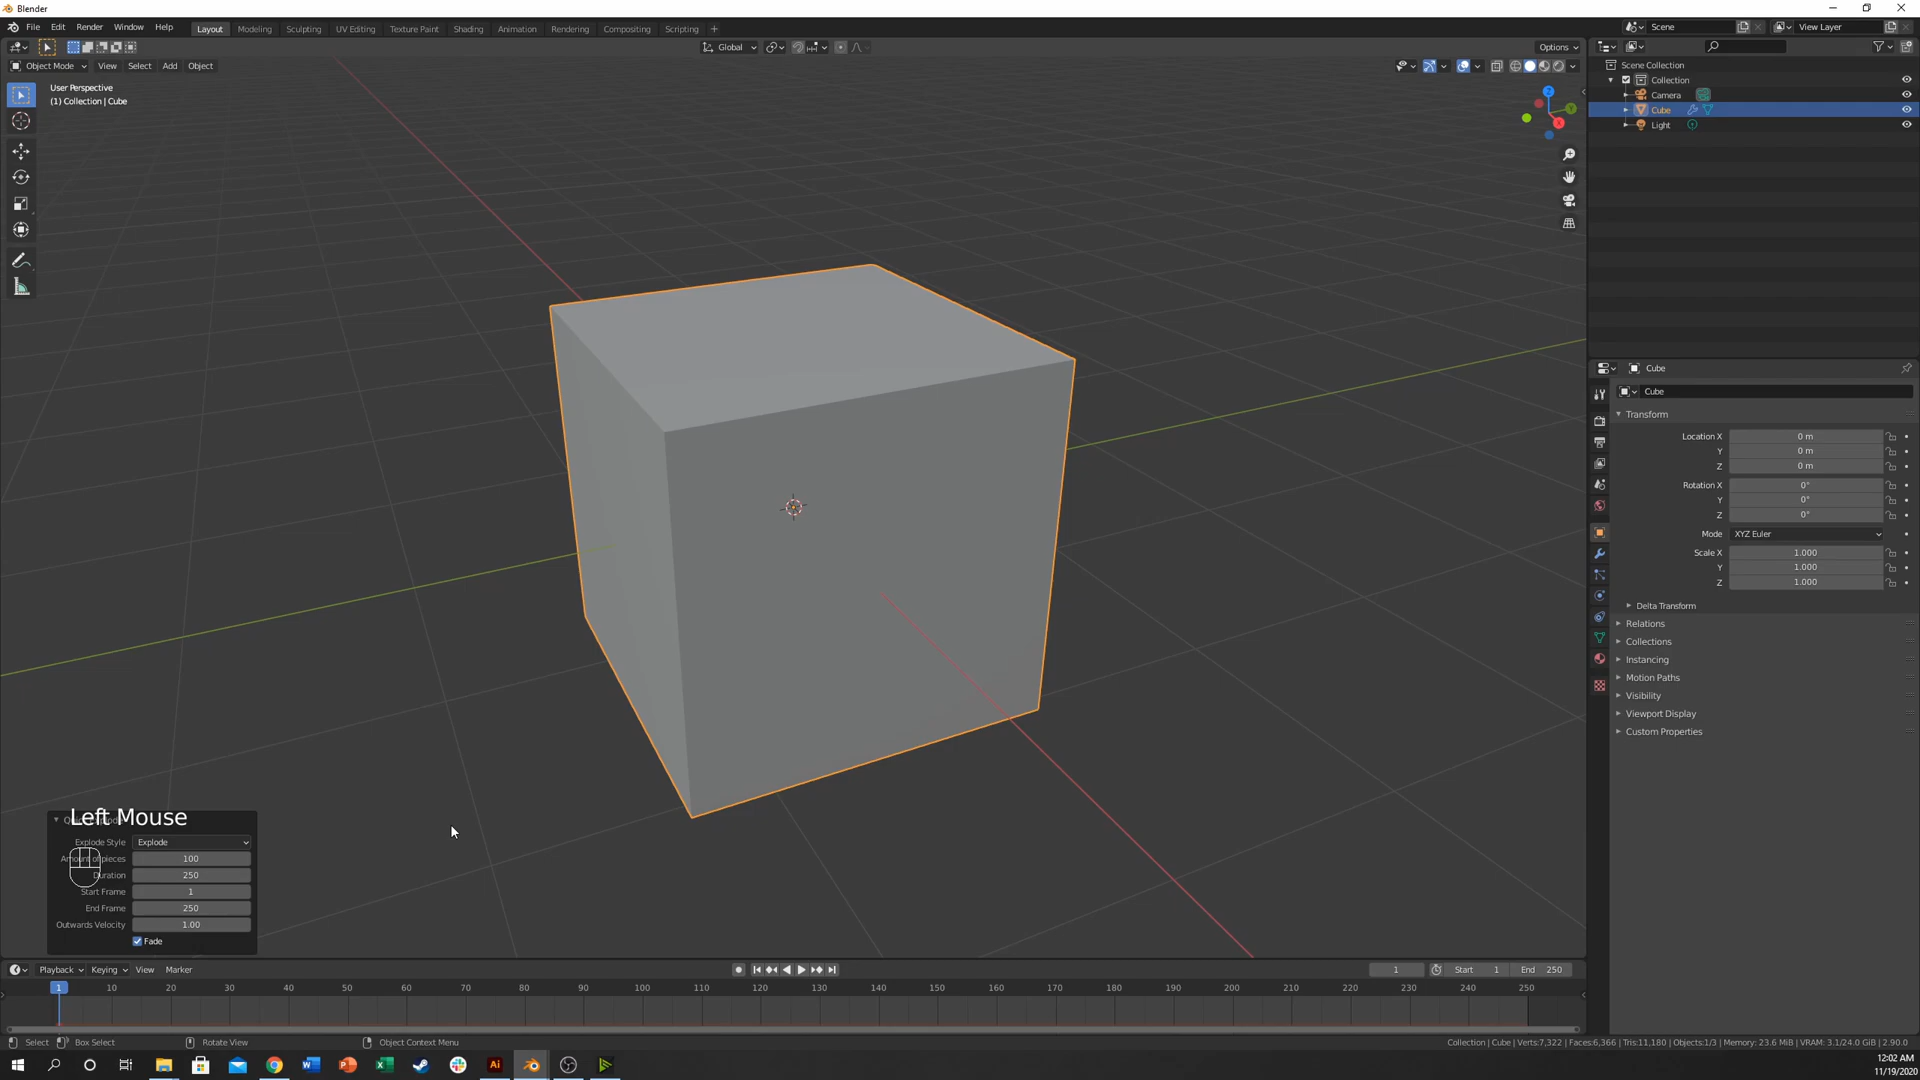 Blender
File Edit Render Window Help
Layout Modeling Sculpting UV Editing Texture Paint Shading Animation Rendering Compositing Scripting +
Scene
View Layer
Global
Options
Object Mode View Select Add Object
User Perspective
(1) Collection | Cube
Z
Y
X
Scene Collection
Collection
Camera
Cube
Light
Cube
Cube
Transform
Location X 0 m
Y 0 m
Z 0 m
Rotation X 0°
Y 0°
Z 0°
Mode XYZ Euler
Scale X 1.000
Y 1.000
Z 1.000
Delta Transform
Relations
Collections
Instancing
Motion Paths
Visibility
Viewport Display
Custom Properties
Left Mouse
Explode Style Explode
Amount of pieces 100
Duration 250
Start Frame 1
End Frame 250
Outwards Velocity 1.00
Fade
Playback Keying View Marker
1 Start 1 End 250
1 10 20 30 40 50 60 70 80 90 100 110 120 130 140 150 160 170 180 190 200 210 220 230 240 250
Select Box Select Rotate View Object Context Menu
Collection | Cube | Verts:7,322 | Faces:6,366 | Tris:11,180 | Objects:1/3 | Memory: 23.6 MiB | VRAM: 3.1/24.0 GiB | 2.90.0
Ai
12:02 AM
11/19/2020